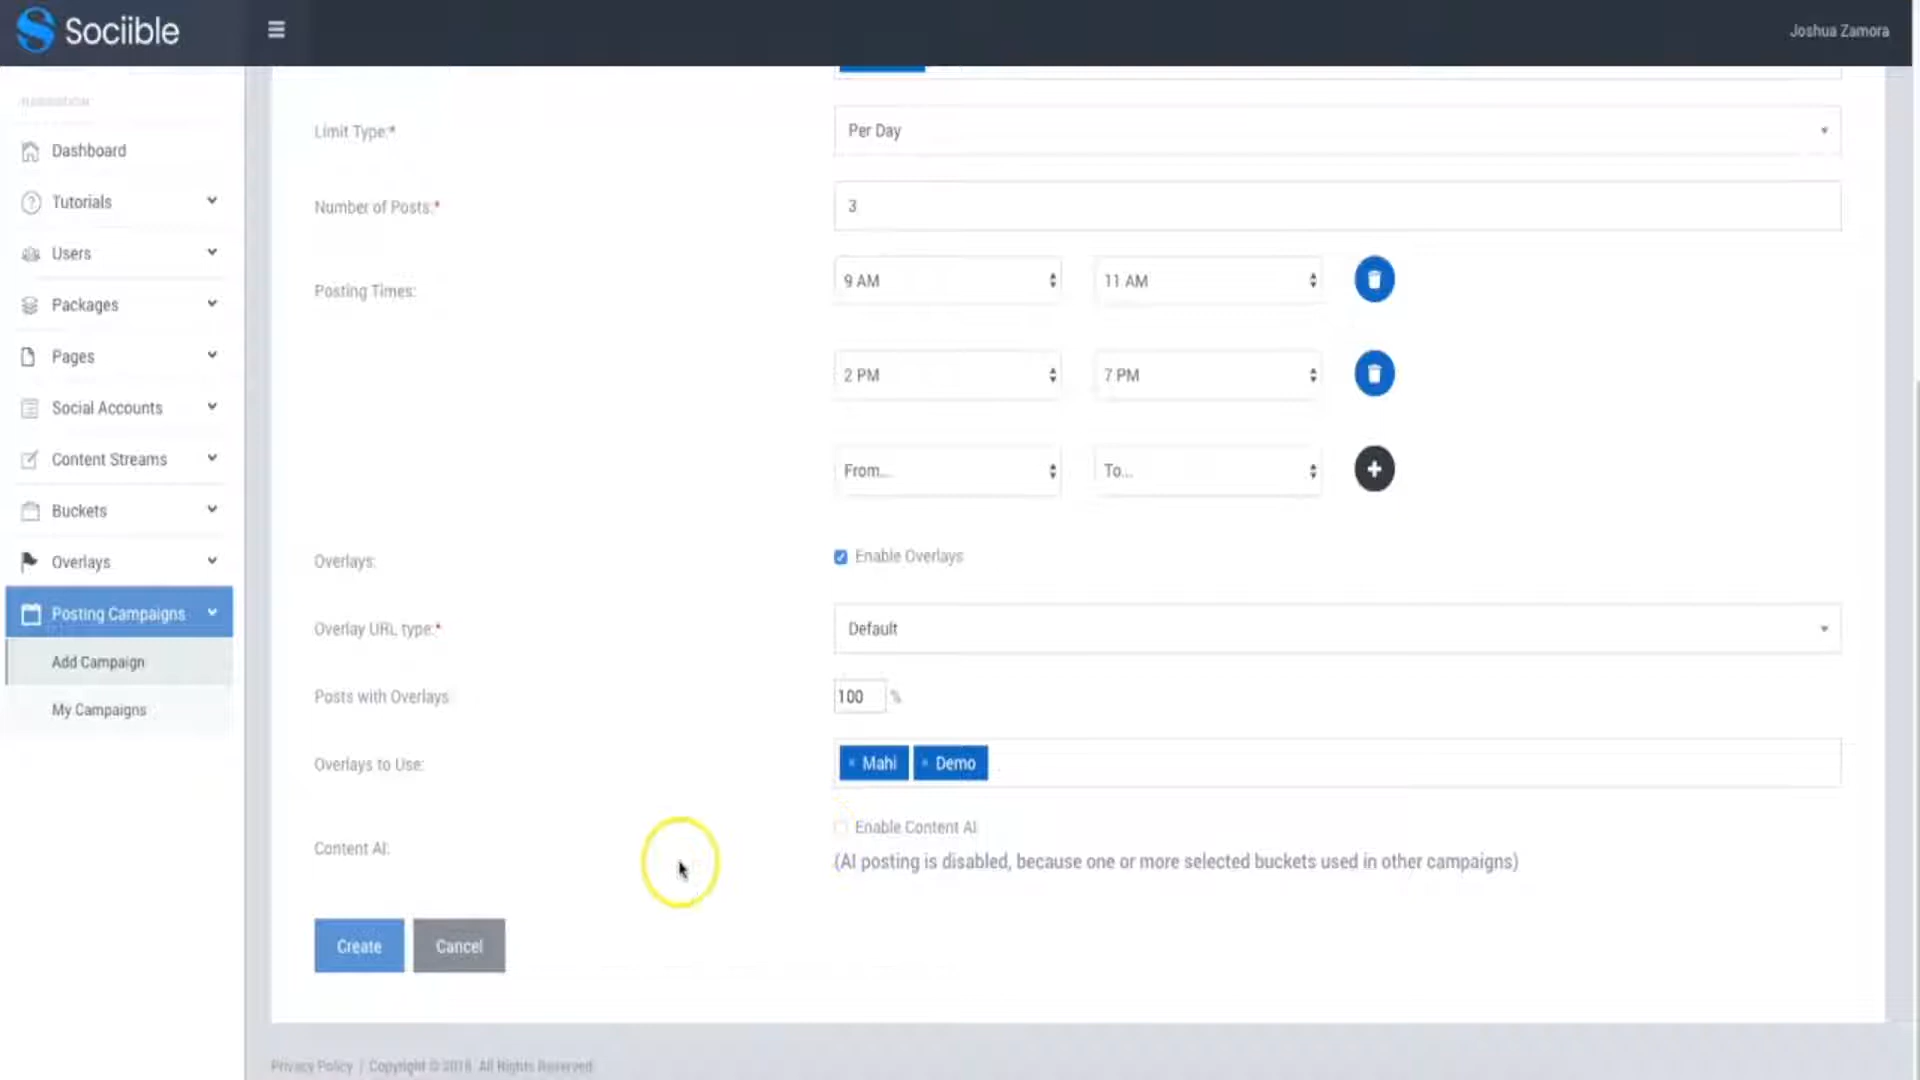 Sociible
Joshua Zamora
NAVIGATION
Dashboard
Tutorials
Users
Packages
Pages
Social Accounts
Content Streams
Buckets
Overlays
Posting Campaigns
Add Campaign
My Campaigns
Limit Type:*
Per Day
Number of Posts:*
3
Posting Times:
9 AM
11 AM
2 PM
7 PM
From...
To...
Overlays:
Enable Overlays
Overlay URL type:*
Default
Posts with Overlays
100 %
Overlays to Use:
× Mahi × Demo
Content AI:
Enable Content AI
(AI posting is disabled, because one or more selected buckets used in other campaigns)
Create
Cancel
Privacy Policy | Copyright © 2018. All Rights Reserved